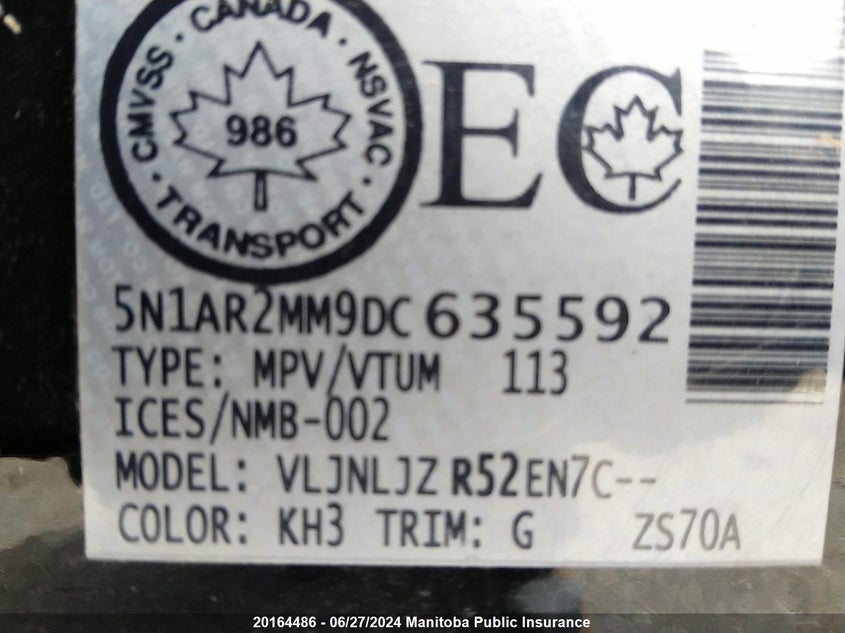 CMVSS · CANADA · NSVAC · TRANSPORT ·
986
EC
5N1AR2MM9DC635592
TYPE: MPV/VTUM 113
ICES/NMB-002
MODEL: VLJNLJZ R52EN7C--
COLOR: KH3 TRIM: G ZS70A
20164486 - 06/27/2024 Manitoba Public Insurance